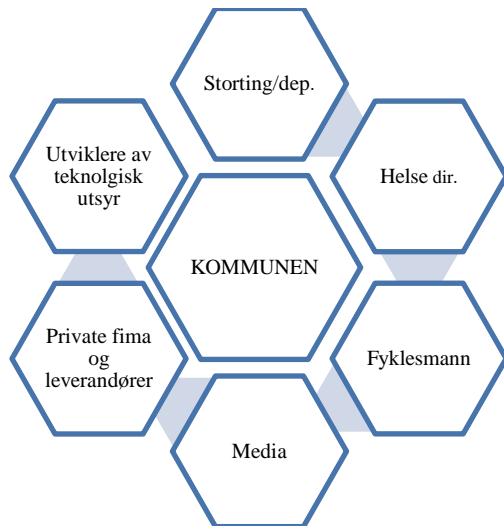 Storting/dep.
Utviklere av
teknolgisk
utsyr
Helse dir.
KOMMUNEN
Private fima
og
leverandører
Fyklesmann
Media